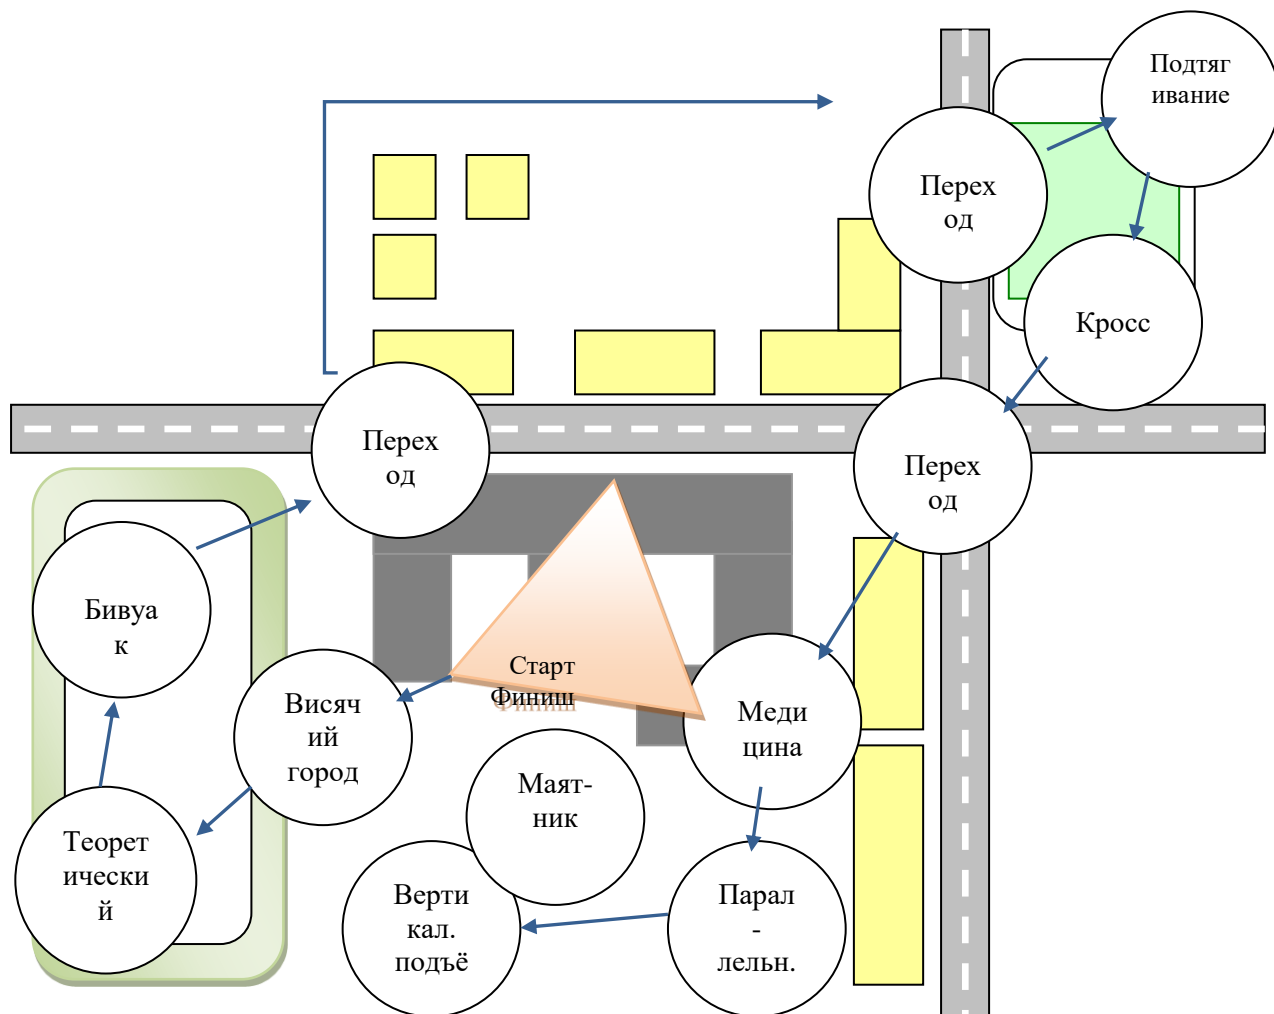 Подтяг
ивание
Перех
од
Кросс
Перех
од
Перех
од
Бивуа
к
Старт
Финиш
Висяч
ий
город
Меди
цина
Маят-
ник
Теорет
ически
й
Верти
кал.
подъё
Парал
-
лельн.